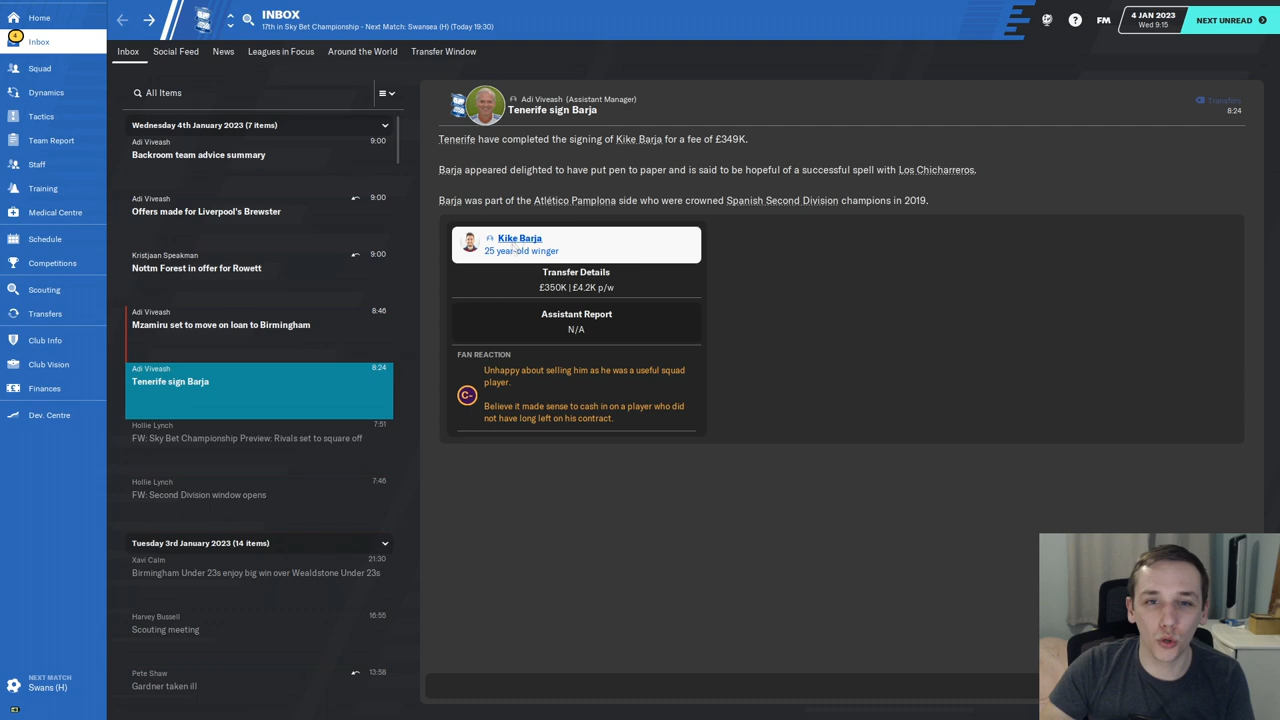 Home
4
Inbox
Squad
Dynamics
Tactics
Team Report
Staff
Training
Medical Centre
Schedule
Competitions
Scouting
Transfers
Club Info
Club Vision
Finances
Dev. Centre
NEXT MATCH
Swans (H)
INBOX
17th in Sky Bet Championship - Next Match: Swansea (H) (Today 19:30)
?
FM
4 JAN 2023
Wed 9:15
NEXT UNREAD
Inbox
Social Feed
News
Leagues in Focus
Around the World
Transfer Window
All Items
Wednesday 4th January 2023 (7 items)
Adi Viveash 9:00
Backroom team advice summary
Adi Viveash 9:00
Offers made for Liverpool's Brewster
Kristjaan Speakman 9:00
Nottm Forest in offer for Rowett
Adi Viveash 8:46
Mzamiru set to move on loan to Birmingham
Adi Viveash 8:24
Tenerife sign Barja
Hollie Lynch 7:51
FW: Sky Bet Championship Preview: Rivals set to square off
Hollie Lynch 7:46
FW: Second Division window opens
Tuesday 3rd January 2023 (14 items)
Xavi Calm 21:30
Birmingham Under 23s enjoy big win over Wealdstone Under 23s
Harvey Bussell 16:55
Scouting meeting
Pete Shaw 13:58
Gardner taken ill
Adi Viveash (Assistant Manager)
Tenerife sign Barja
Transfers
8:24
Tenerife have completed the signing of Kike Barja for a fee of £349K.
Barja appeared delighted to have put pen to paper and is said to be hopeful of a successful spell with Los Chicharreros.
Barja was part of the Atlético Pamplona side who were crowned Spanish Second Division champions in 2019.
Kike Barja
25 year-old winger
Transfer Details
£350K | £4.2K p/w
Assistant Report
N/A
FAN REACTION
C-
Unhappy about selling him as he was a useful squad
player.
Believe it made sense to cash in on a player who did
not have long left on his contract.